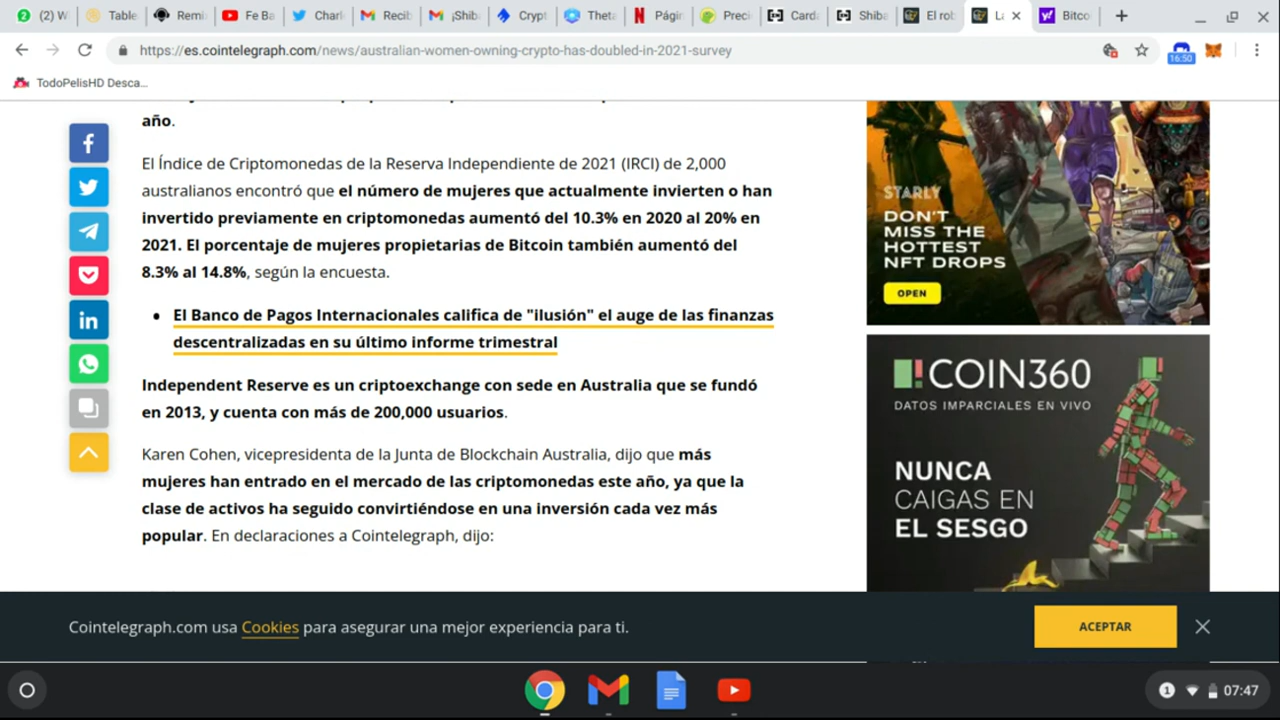 (2) W
Table
Remi
Fe Ba
Charl
Recib
¡Shib
Crypt
Theta
Págin
Preci
Carda
Shiba
El rob
La
Bitco
https://es.cointelegraph.com/news/australian-women-owning-crypto-has-doubled-in-2021-survey
16:50
TodoPelisHD Desca...
año.
El Índice de Criptomonedas de la Reserva Independiente de 2021 (IRCI) de 2,000
australianos encontró que el número de mujeres que actualmente invierten o han
invertido previamente en criptomonedas aumentó del 10.3% en 2020 al 20% en
2021. El porcentaje de mujeres propietarias de Bitcoin también aumentó del
8.3% al 14.8%, según la encuesta.
• El Banco de Pagos Internacionales califica de "ilusión" el auge de las finanzas
descentralizadas en su último informe trimestral
Independent Reserve es un criptoexchange con sede en Australia que se fundó
en 2013, y cuenta con más de 200,000 usuarios.
Karen Cohen, vicepresidenta de la Junta de Blockchain Australia, dijo que más
mujeres han entrado en el mercado de las criptomonedas este año, ya que la
clase de activos ha seguido convirtiéndose en una inversión cada vez más
popular. En declaraciones a Cointelegraph, dijo:
STARLY
DON'T
MISS THE
HOTTEST
NFT DROPS
OPEN
COIN360
DATOS IMPARCIALES EN VIVO
NUNCA
CAIGAS EN
EL SESGO
Cointelegraph.com usa Cookies para asegurar una mejor experiencia para ti.
ACEPTAR
1
07:47